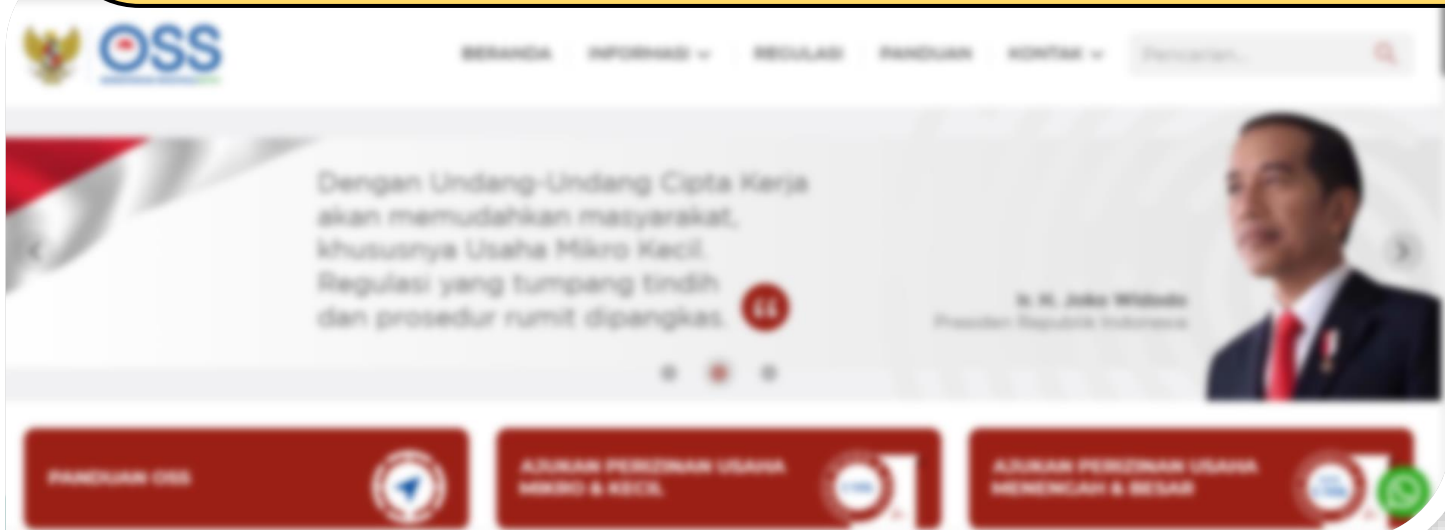 OSS
BERANDA
INFORMASI
REGULASI
PANDUAN
KONTAK
Pencarian...
Dengan Undang-Undang Cipta Kerja
akan memudahkan masyarakat,
khususnya Usaha Mikro Kecil.
Regulasi yang tumpang tindih
dan prosedur rumit dipangkas.
Ir. H. Joko Widodo
Presiden Republik Indonesia
PANDUAN OSS
AJUKAN PERIZINAN USAHA
MIKRO & KECIL
AJUKAN PERIZINAN USAHA
MENENGAH & BESAR